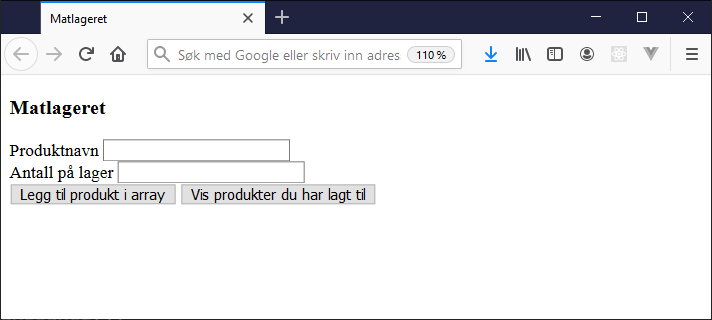 Matlageret
Søk med Google eller skriv inn adres
110 %
Matlageret
Produktnavn
Antall på lager
Legg til produkt i array Vis produkter du har lagt til